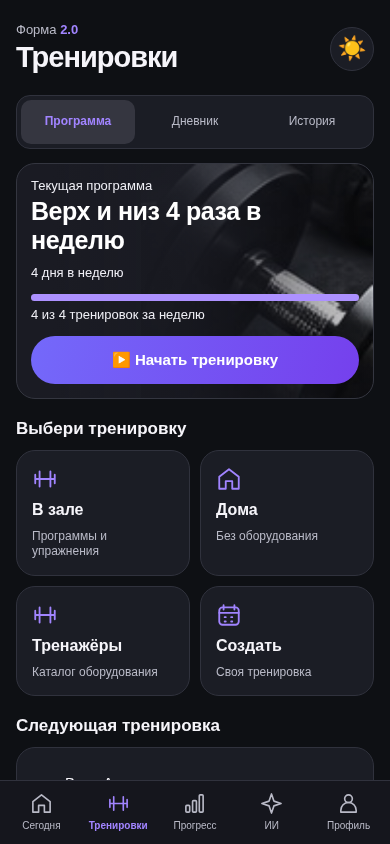 Форма 2.0
Тренировки
Программа
Дневник
История
Текущая программа
Верх и низ 4 раза в
неделю
4 дня в неделю
4 из 4 тренировок за неделю
▶️ Начать тренировку
Выбери тренировку
В зале
Программы и
упражнения
Дома
Без оборудования
Тренажёры
Каталог оборудования
Создать
Своя тренировка
Следующая тренировка
Сегодня
Тренировки
Прогресс
ИИ
Профиль